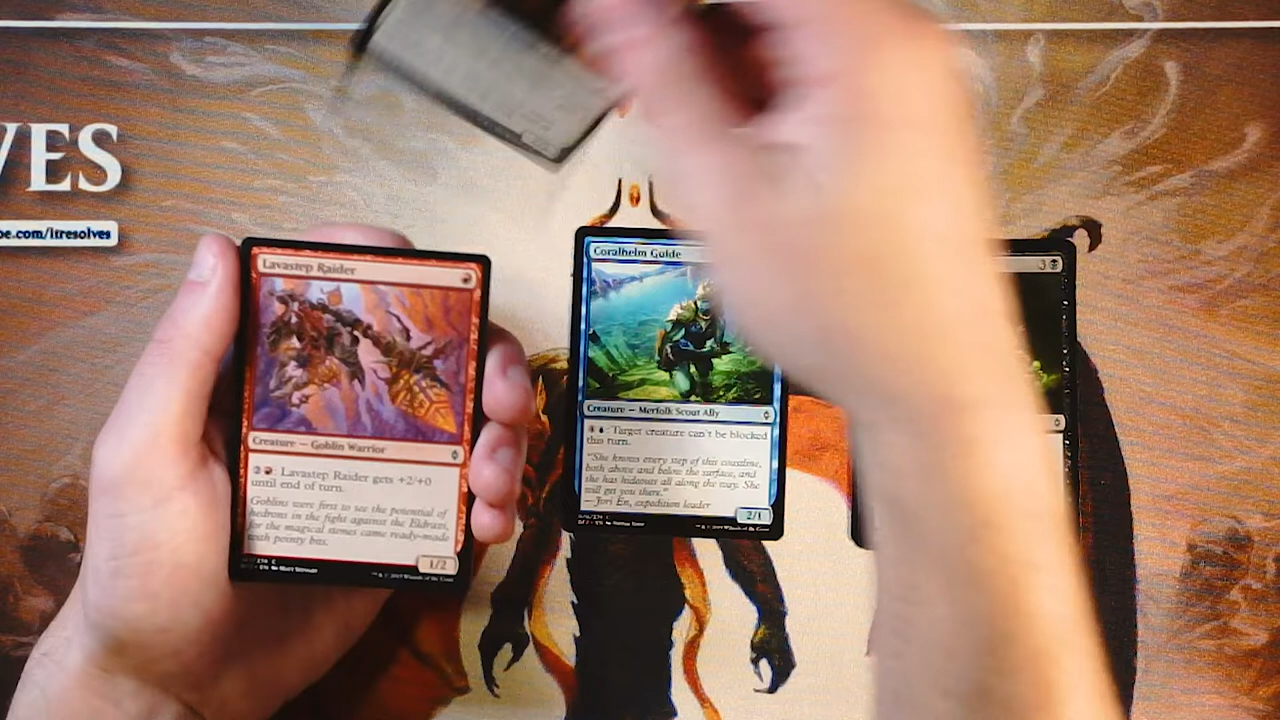 VES
be.com/itresolves
Lavastep Raider
Creature — Goblin Warrior
2 : Lavastep Raider gets +2/+0
until end of turn.
Goblins were first to see the potential of
hedrons in the fight against the Eldrazi,
for the magical stones came ready-made
with pointy bits.
1/2
Coralhelm Guide
Creature — Merfolk Scout Ally
4 : Target creature can't be blocked
this turn.
"She knows every step of this coastline,
both above and below the surface, and
she has hideouts all along the way. She
will get you there."
— Jori En, expedition leader
2/1
3